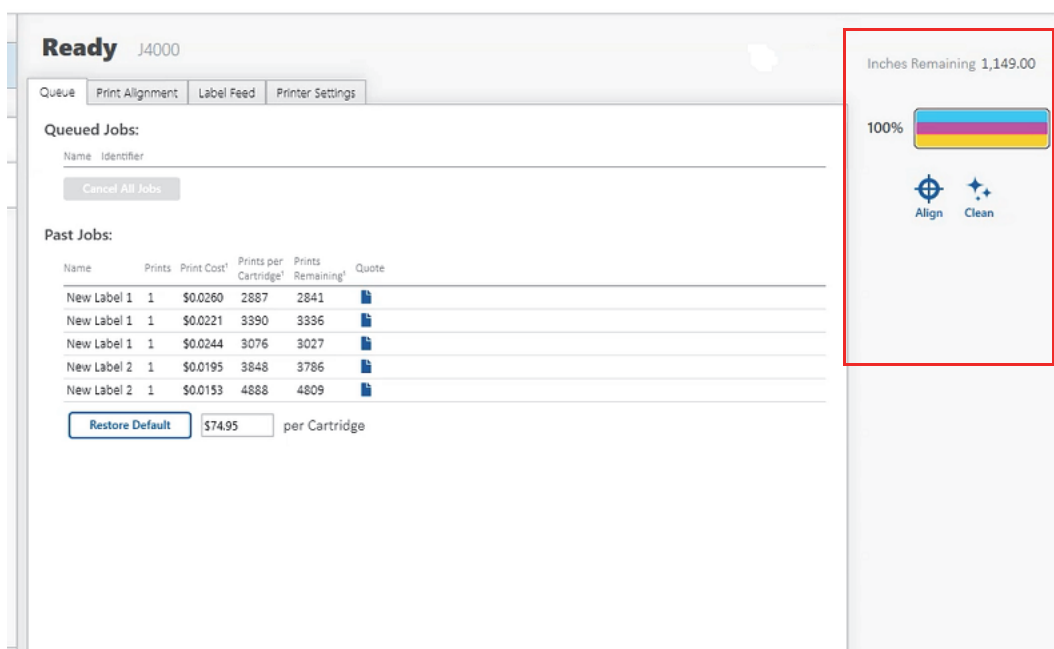 Ready J4000
Inches Remaining 1,149.00
Queue Print Alignment Label Feed Printer Settings
100%
Queued Jobs:
Name Identifier
Cancel All Jobs
Align Clean
Past Jobs:
Name Prints Print Cost¹ Prints per Cartridge¹ Prints Remaining¹ Quote
New Label 1 1 $0.0260 2887 2841
New Label 1 1 $0.0221 3390 3336
New Label 1 1 $0.0244 3076 3027
New Label 2 1 $0.0195 3848 3786
New Label 2 1 $0.0153 4888 4809
Restore Default $74.95 per Cartridge